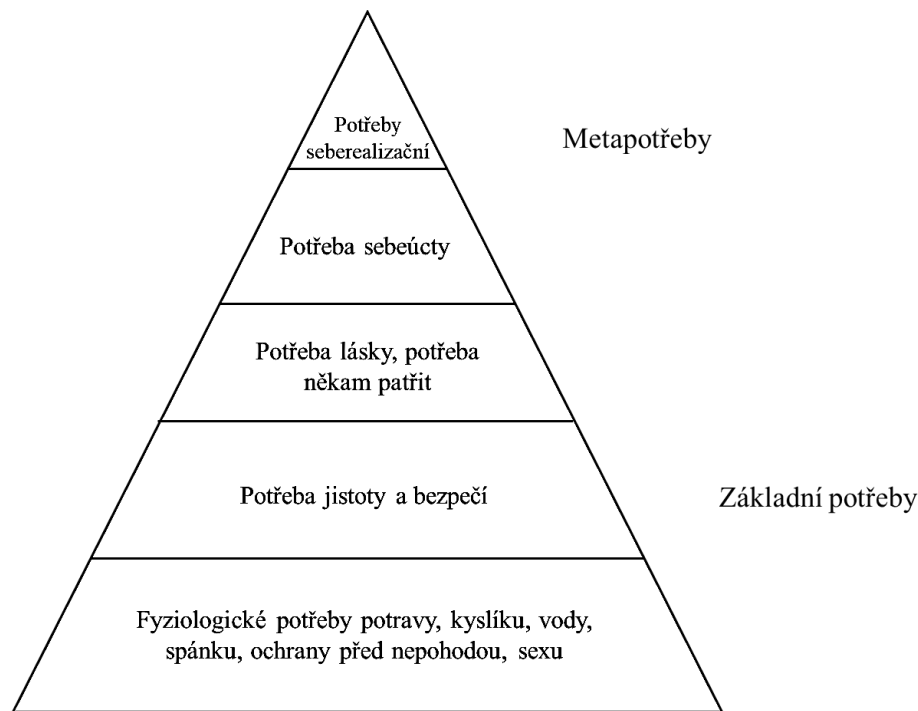 Potřeby
seberealizační
Metapotřeby
Potřeba sebeúcty
Potřeba lásky, potřeba
někam patřit
Potřeba jistoty a bezpečí
Základní potřeby
Fyziologické potřeby potravy, kyslíku, vody,
spánku, ochrany před nepohodou, sexu